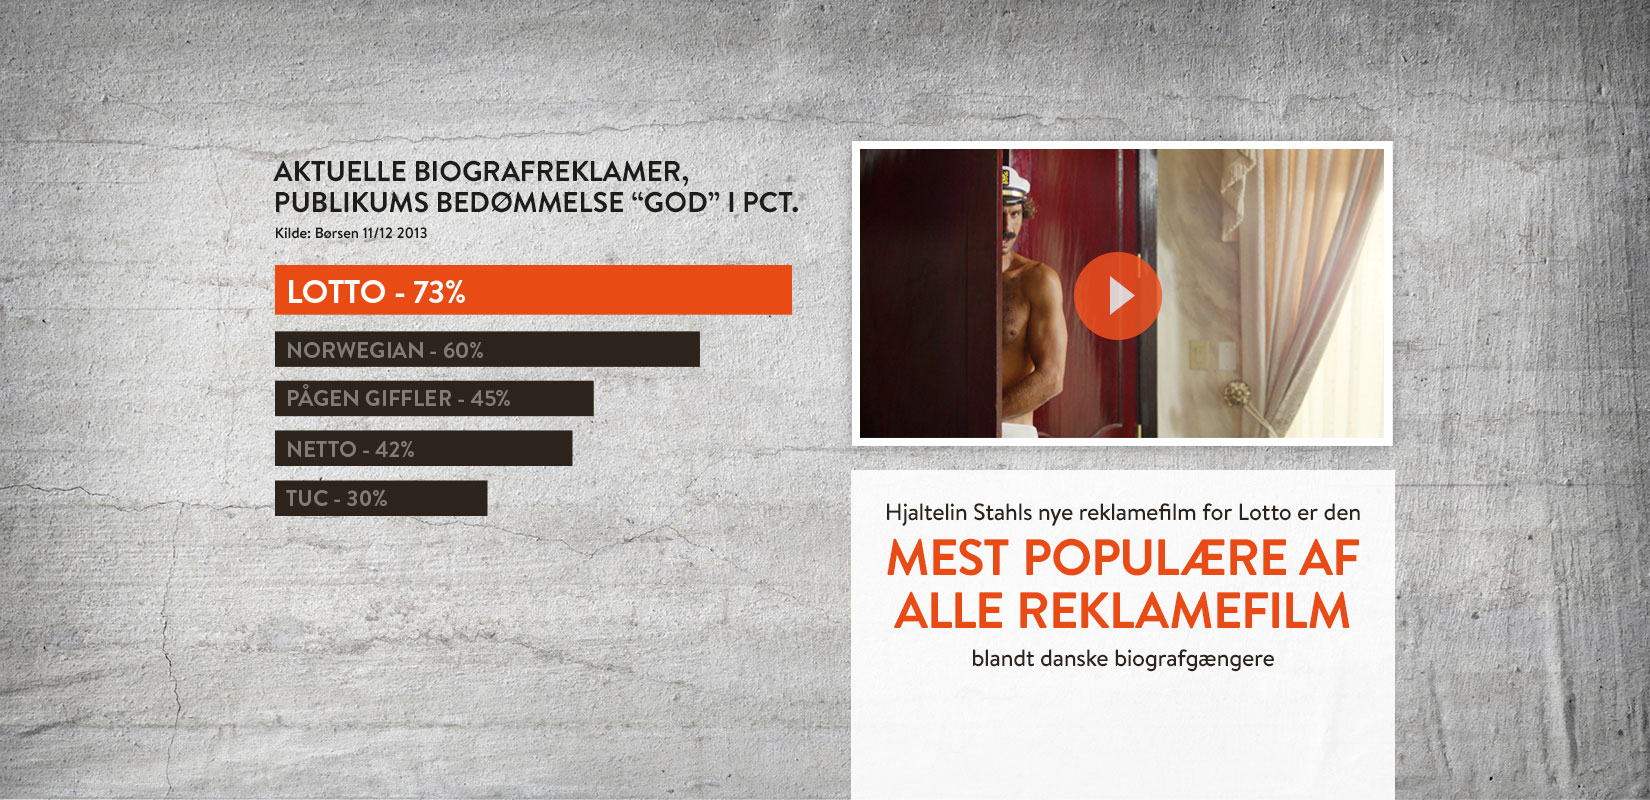 AKTUELLE BIOGRAFREKLAMER,
PUBLIKUMS BEDØMMELSE “GOD” I PCT.
Kilde: Børsen 11/12 2013
LOTTO - 73%
NORWEGIAN - 60%
PÅGEN GIFFLER - 45%
NETTO - 42%
TUC - 30%
Hjaltelin Stahls nye reklamefilm for Lotto er den
MEST POPULÆRE AF
ALLE REKLAMEFILM
blandt danske biografgængere